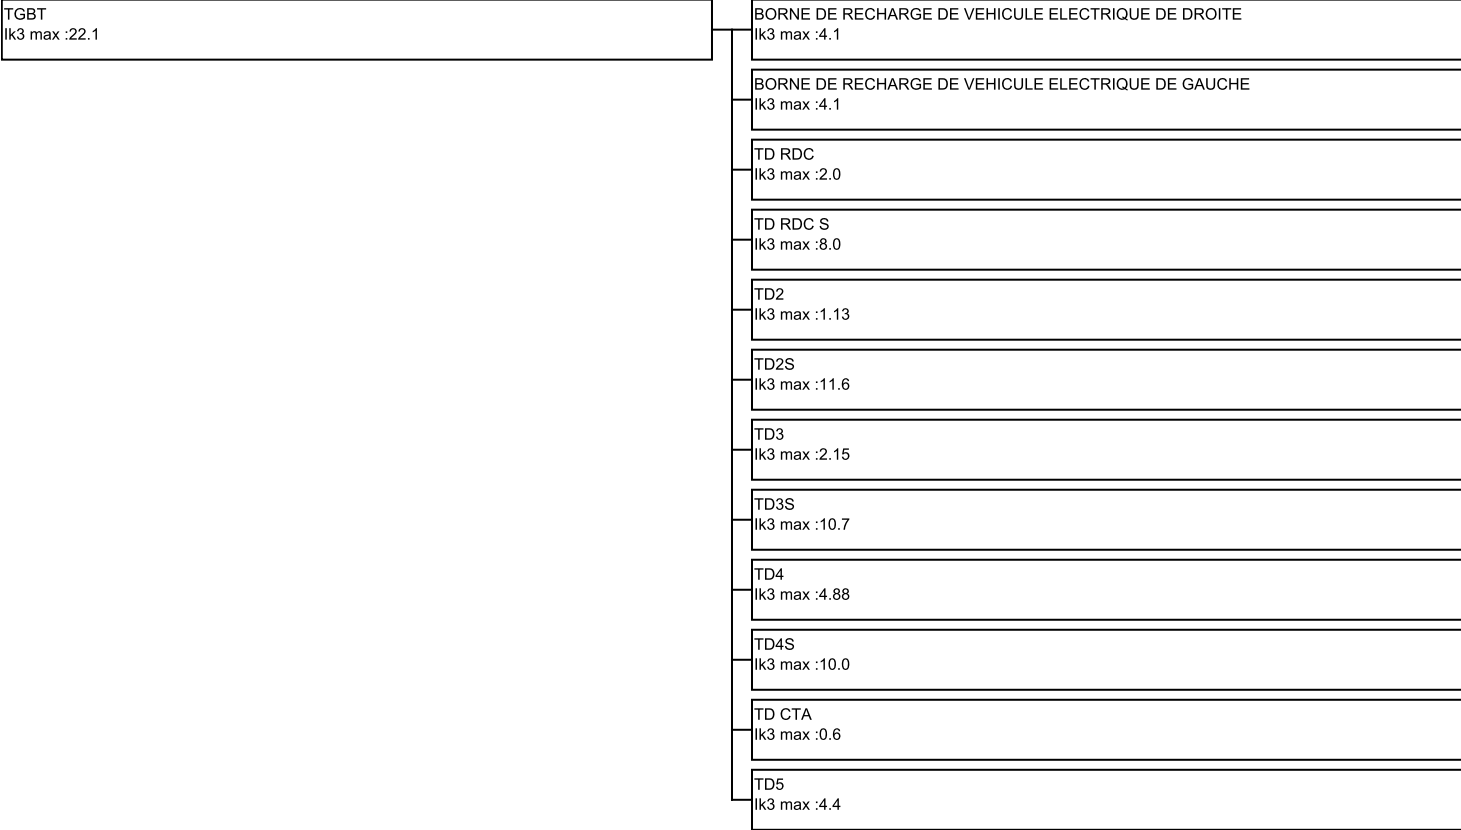 TGBT
Ik3 max :22.1
BORNE DE RECHARGE DE VEHICULE ELECTRIQUE DE DROITE
Ik3 max :4.1
BORNE DE RECHARGE DE VEHICULE ELECTRIQUE DE GAUCHE
Ik3 max :4.1
TD RDC
Ik3 max :2.0
TD RDC S
Ik3 max :8.0
TD2
Ik3 max :1.13
TD2S
Ik3 max :11.6
TD3
Ik3 max :2.15
TD3S
Ik3 max :10.7
TD4
Ik3 max :4.88
TD4S
Ik3 max :10.0
TD CTA
Ik3 max :0.6
TD5
Ik3 max :4.4